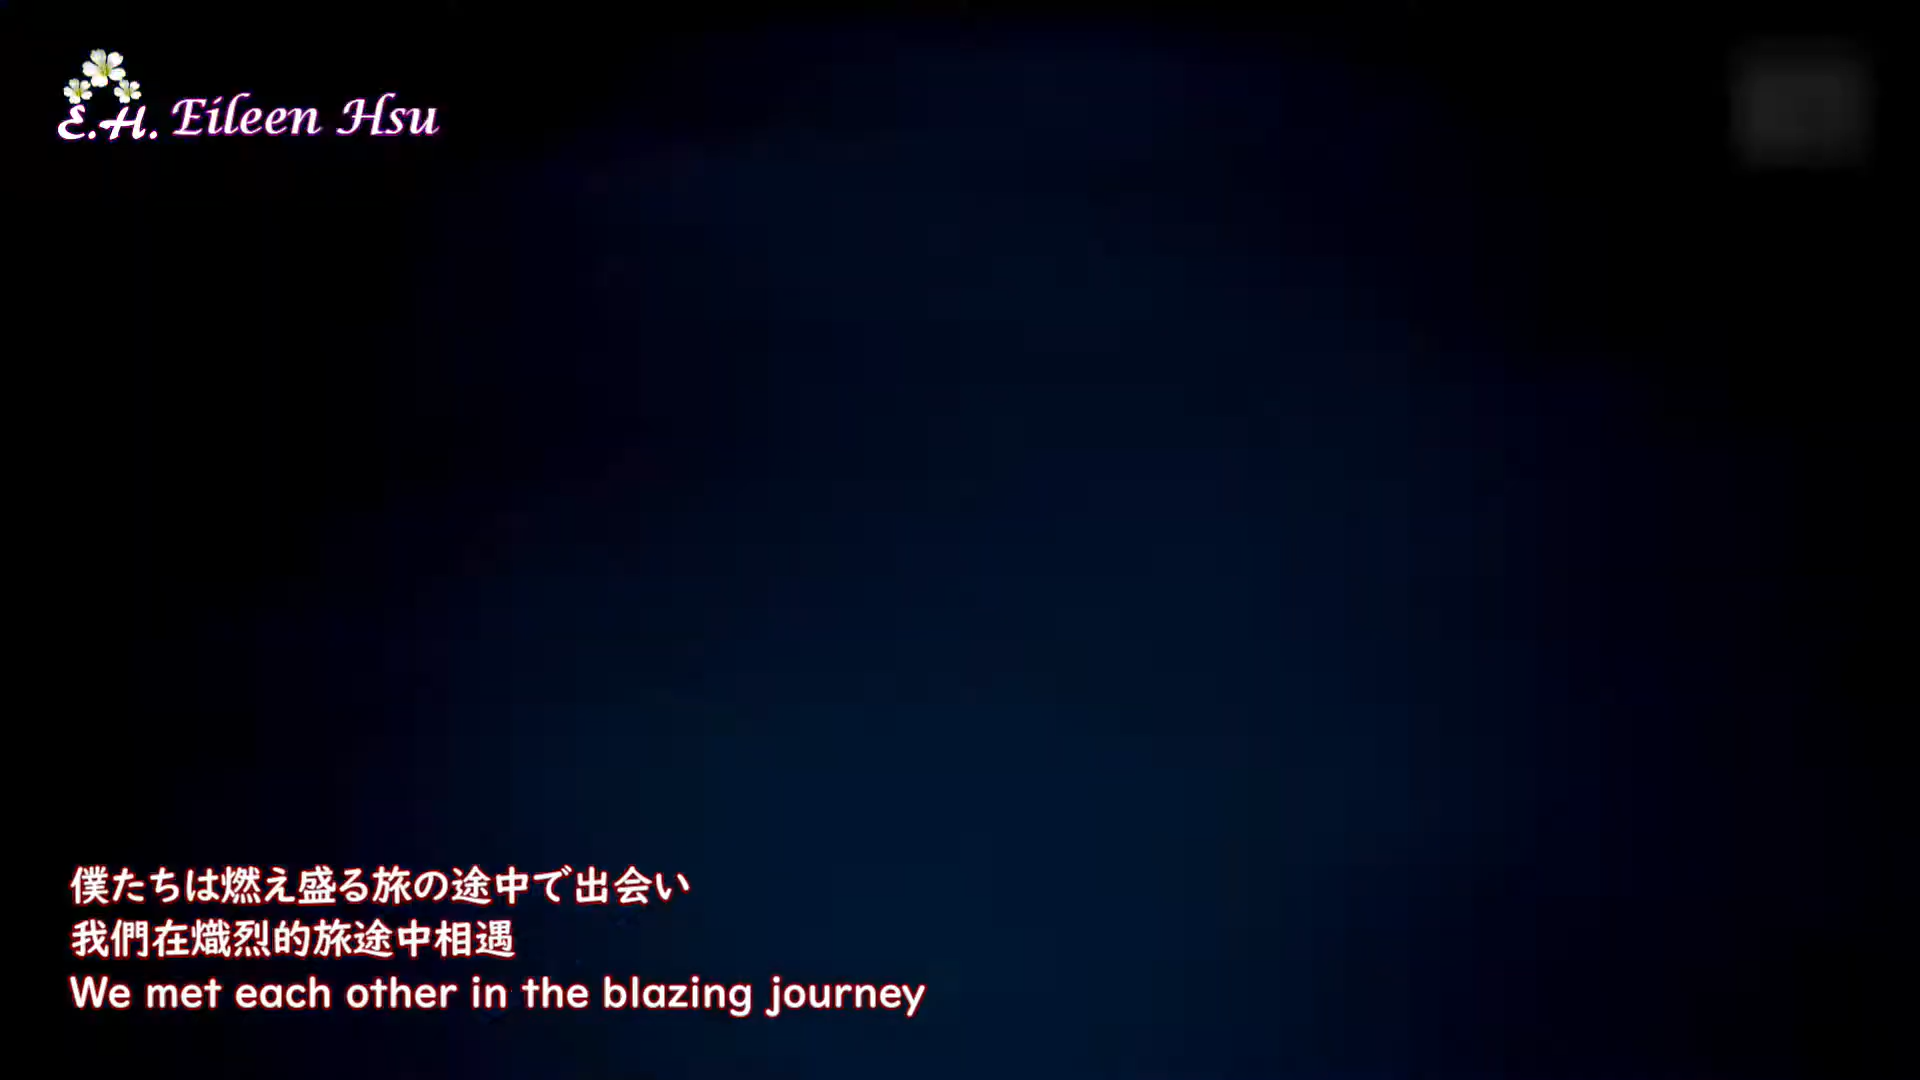 E.H. Eileen Hsu
僕たちは燃え盛る旅の途中で出会い
我們在熾烈的旅途中相遇
We met each other in the blazing journey